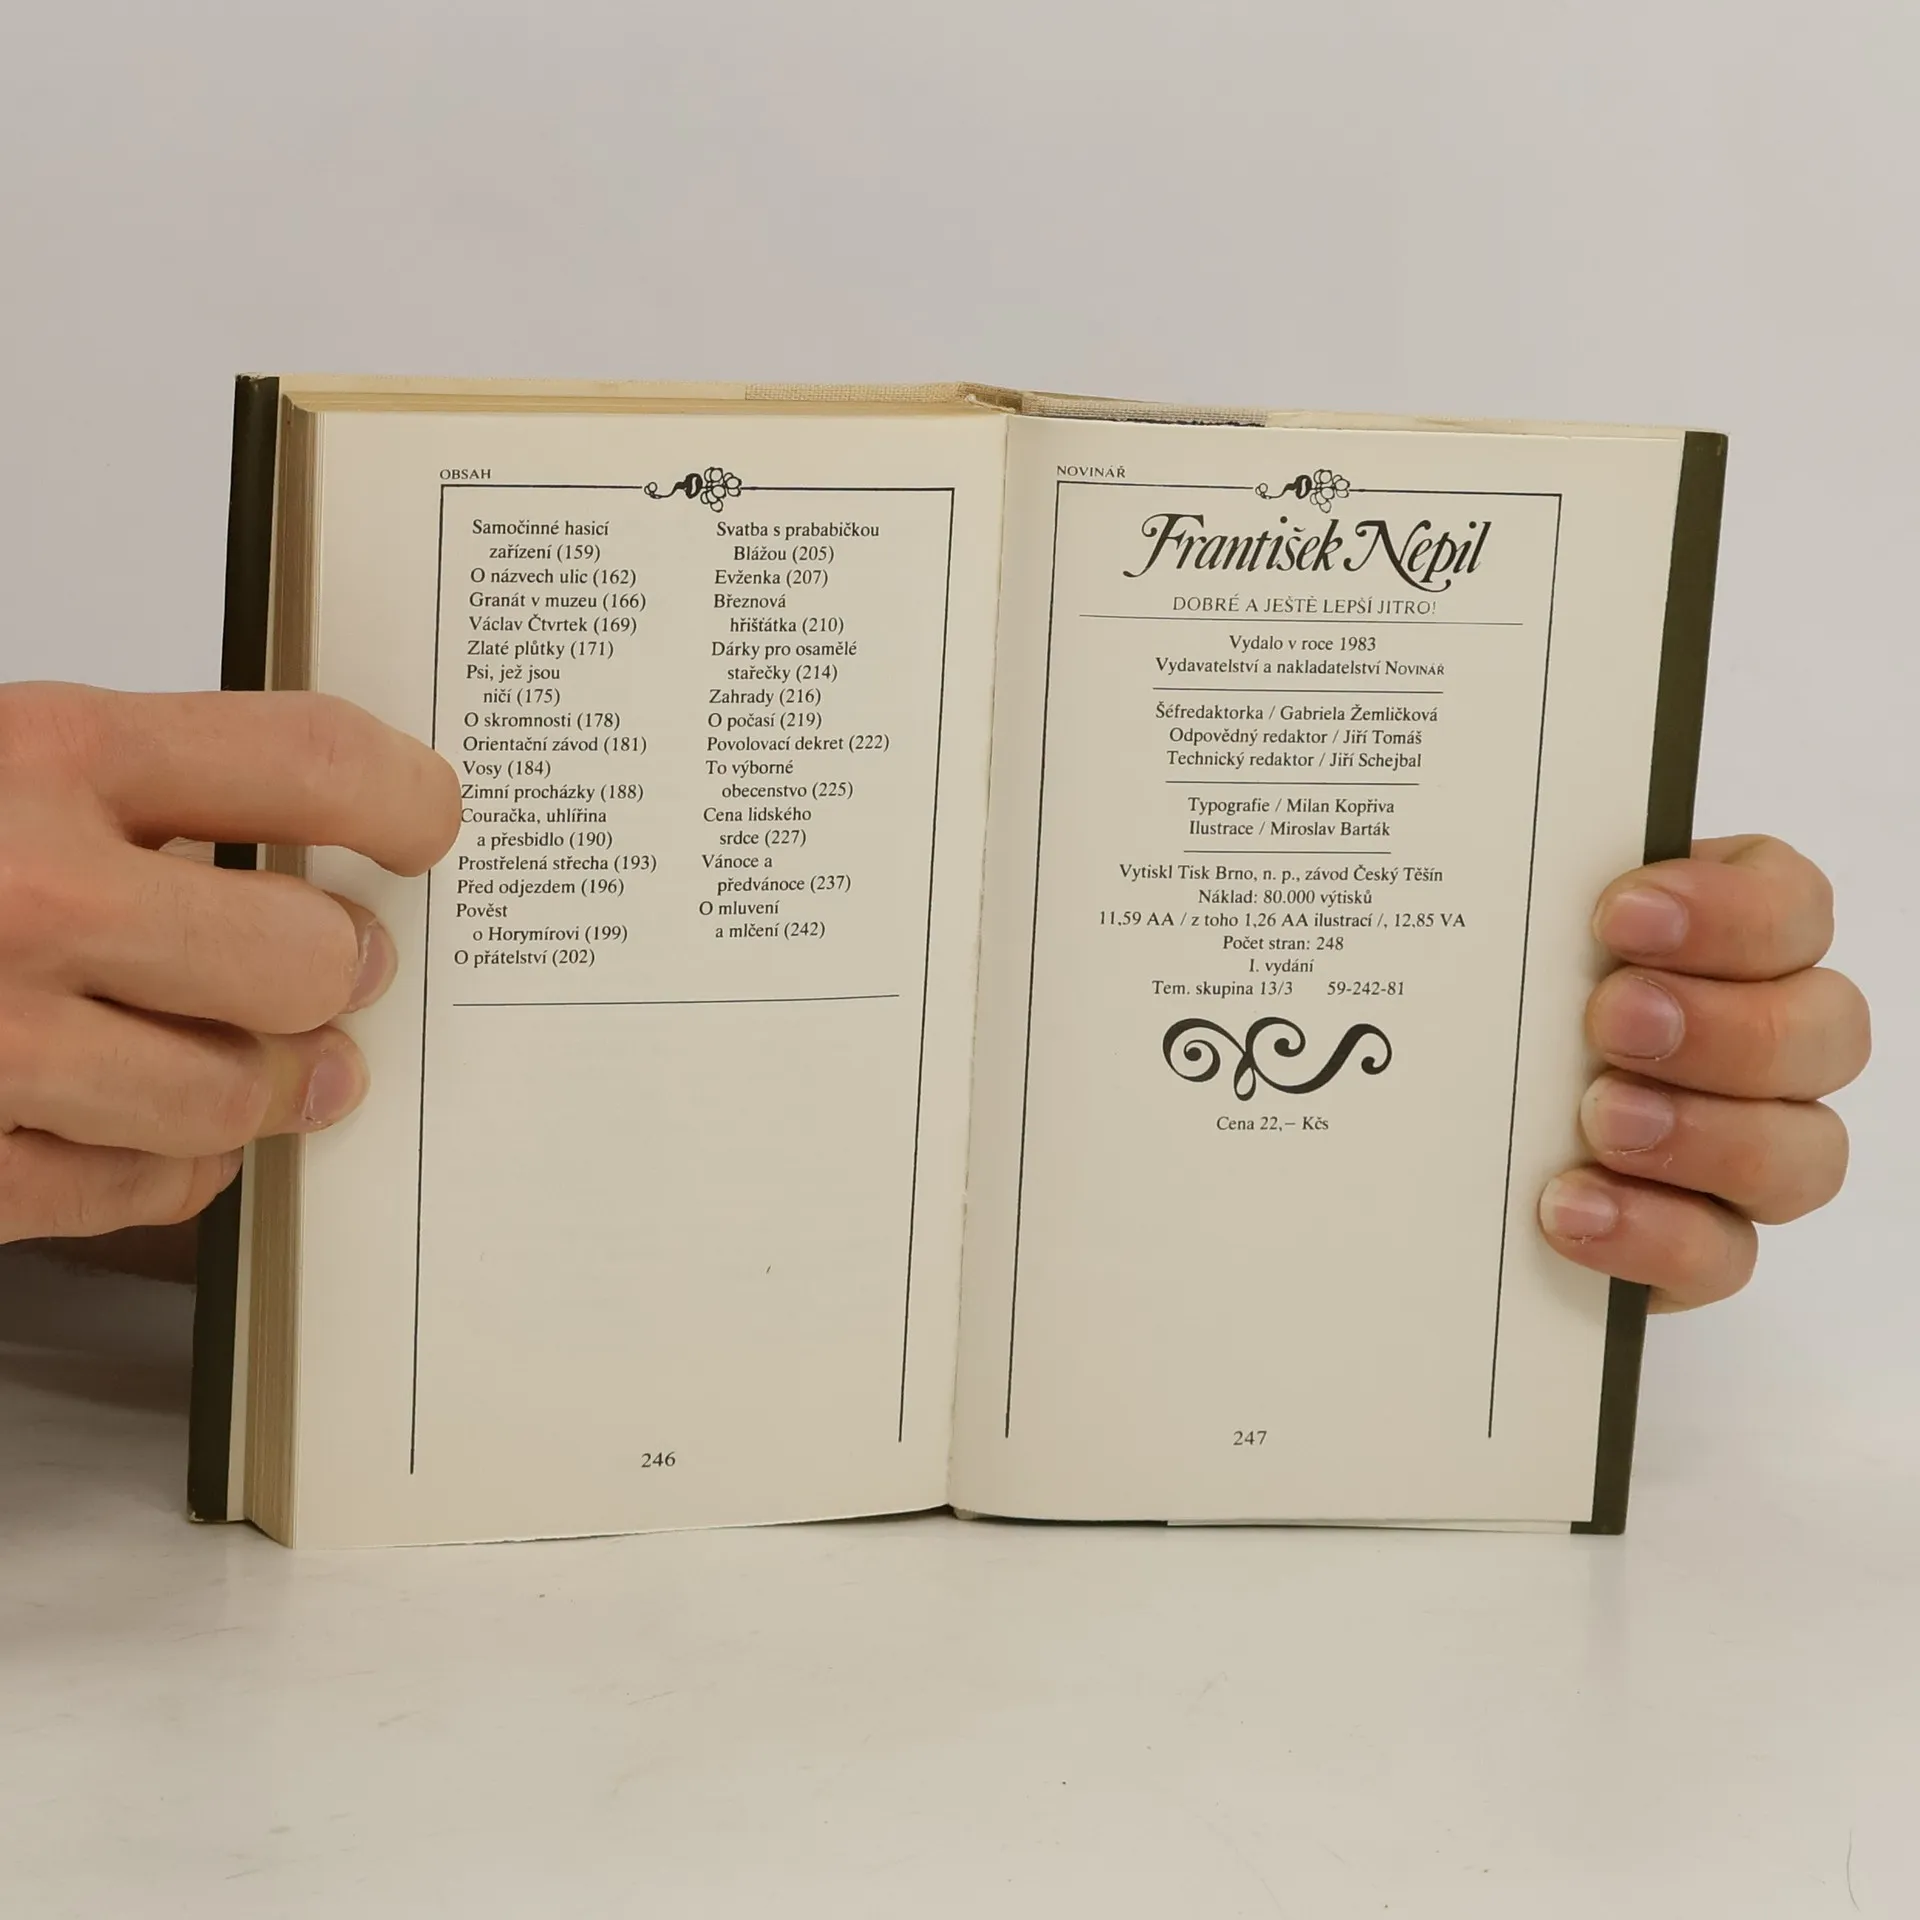 OBSAH
Samočinné hasicí
zařízení (159)
O názvech ulic (162)
Granát v muzeu (166)
Václav Čtvrtek (169)
Zlaté plůtky (171)
Psi, jež jsou
ničí (175)
O skromnosti (178)
Orientační závod (181)
Vosy (184)
Zimní procházky (188)
Couračka, uhlířina
a přesbidlo (190)
Prostřelená střecha (193)
Před odjezdem (196)
Pověst
o Horymírovi (199)
O přátelství (202)
Svatba s prababičkou
Blážou (205)
Evženka (207)
Březnová
hříšťátka (210)
Dárky pro osamělé
stařečky (214)
Zahrady (216)
O počasí (219)
Povolovací dekret (222)
To výborné
obecenstvo (225)
Cena lidského
srdce (227)
Vánoce a
předvánoce (237)
O mluvení
a mlčení (242)
246
NOVINÁŘ
František Nepil
DOBRÉ A JEŠTĚ LEPŠÍ JITRO!
Vydalo v roce 1983
Vydavatelství a nakladatelství NOVINÁŘ
Šéfredaktorka / Gabriela Žemličková
Odpovědný redaktor / Jiří Tomáš
Technický redaktor / Jiří Schejbal
Typografie / Milan Kopřiva
Ilustrace / Miroslav Barták
Vytiskl Tisk Brno, n. p., závod Český Těšín
Náklad: 80.000 výtisků
11,59 AA / z toho 1,26 AA ilustrací /, 12,85 VA
Počet stran: 248
I. vydání
Tem. skupina 13/3 59-242-81
Cena 22,– Kčs
247